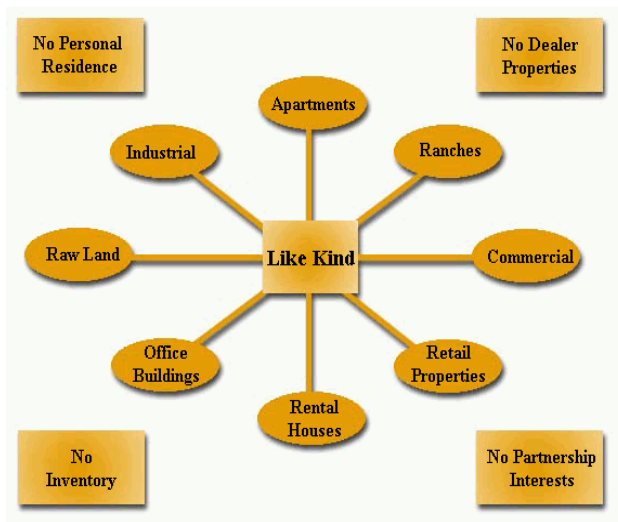 No Personal
Residence
No Dealer
Properties
Apartments
Industrial
Ranches
Raw Land
Like Kind
Commercial
Office
Buildings
Retail
Properties
Rental
Houses
No
Inventory
No Partnership
Interests